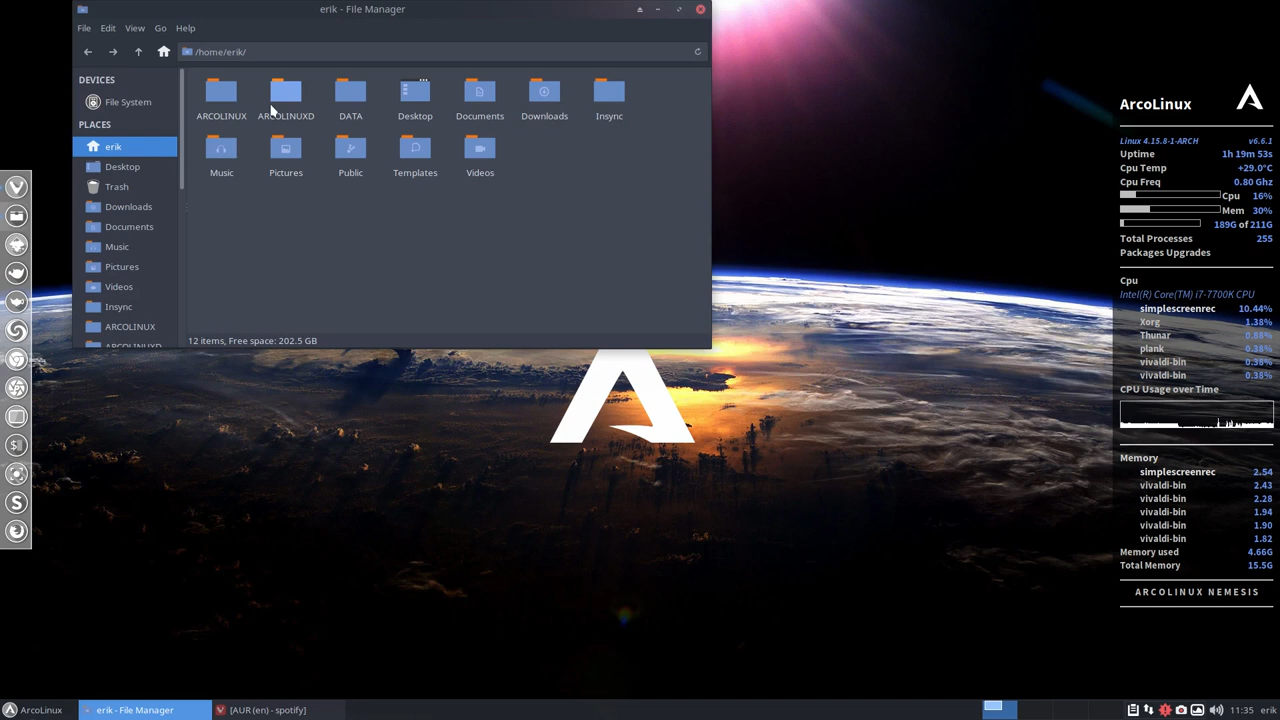 erik - File Manager
File Edit View Go Help
/home/erik/
DEVICES
File System
PLACES
erik
Desktop
Trash
Downloads
Documents
Music
Pictures
Videos
Insync
ARCOLINUX
ARCOLINUXD
ARCOLINUX ARCOLINUXD DATA Desktop Documents Downloads Insync
Music Pictures Public Templates Videos
12 items, Free space: 202.5 GB
ArcoLinux
Linux 4.15.8-1-ARCH v6.6.1
Uptime 1h 19m 53s
Cpu Temp +29.0°C
Cpu Freq 0.80 Ghz
Cpu 16%
Mem 30%
189G of 211G
Total Processes 255
Packages Upgrades
Cpu
Intel(R) Core(TM) i7-7700K CPU
simplescreenrec 10.44%
Xorg 1.38%
Thunar 0.88%
plank 0.38%
vivaldi-bin 0.38%
vivaldi-bin 0.38%
CPU Usage over Time
Memory
simplescreenrec 2.54
vivaldi-bin 2.43
vivaldi-bin 2.28
vivaldi-bin 1.94
vivaldi-bin 1.90
vivaldi-bin 1.82
Memory used 4.66G
Total Memory 15.5G
ARCOLINUX NEMESIS
ArcoLinux erik - File Manager [AUR (en) - spotify] 11:35 erik